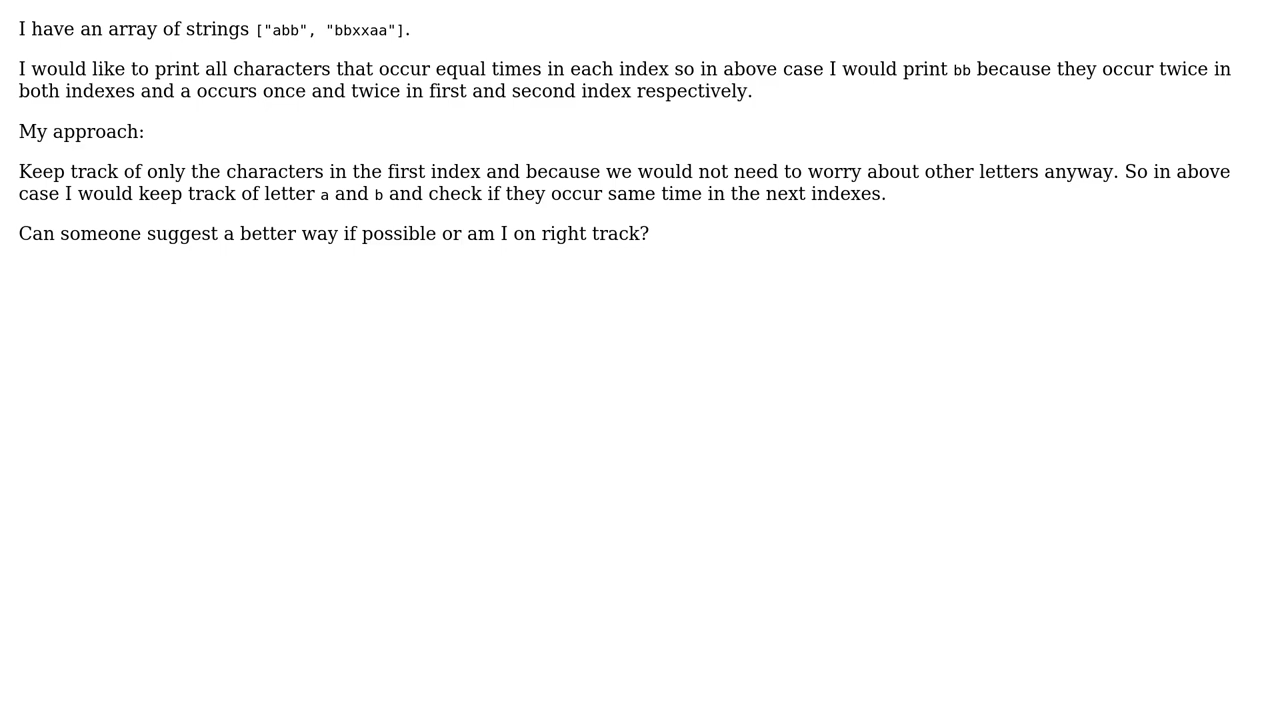 I have an array of strings ["abb", "bbxxaa"].
I would like to print all characters that occur equal times in each index so in above case I would print bb because they occur twice in
both indexes and a occurs once and twice in first and second index respectively.
My approach:
Keep track of only the characters in the first index and because we would not need to worry about other letters anyway. So in above
case I would keep track of letter a and b and check if they occur same time in the next indexes.
Can someone suggest a better way if possible or am I on right track?